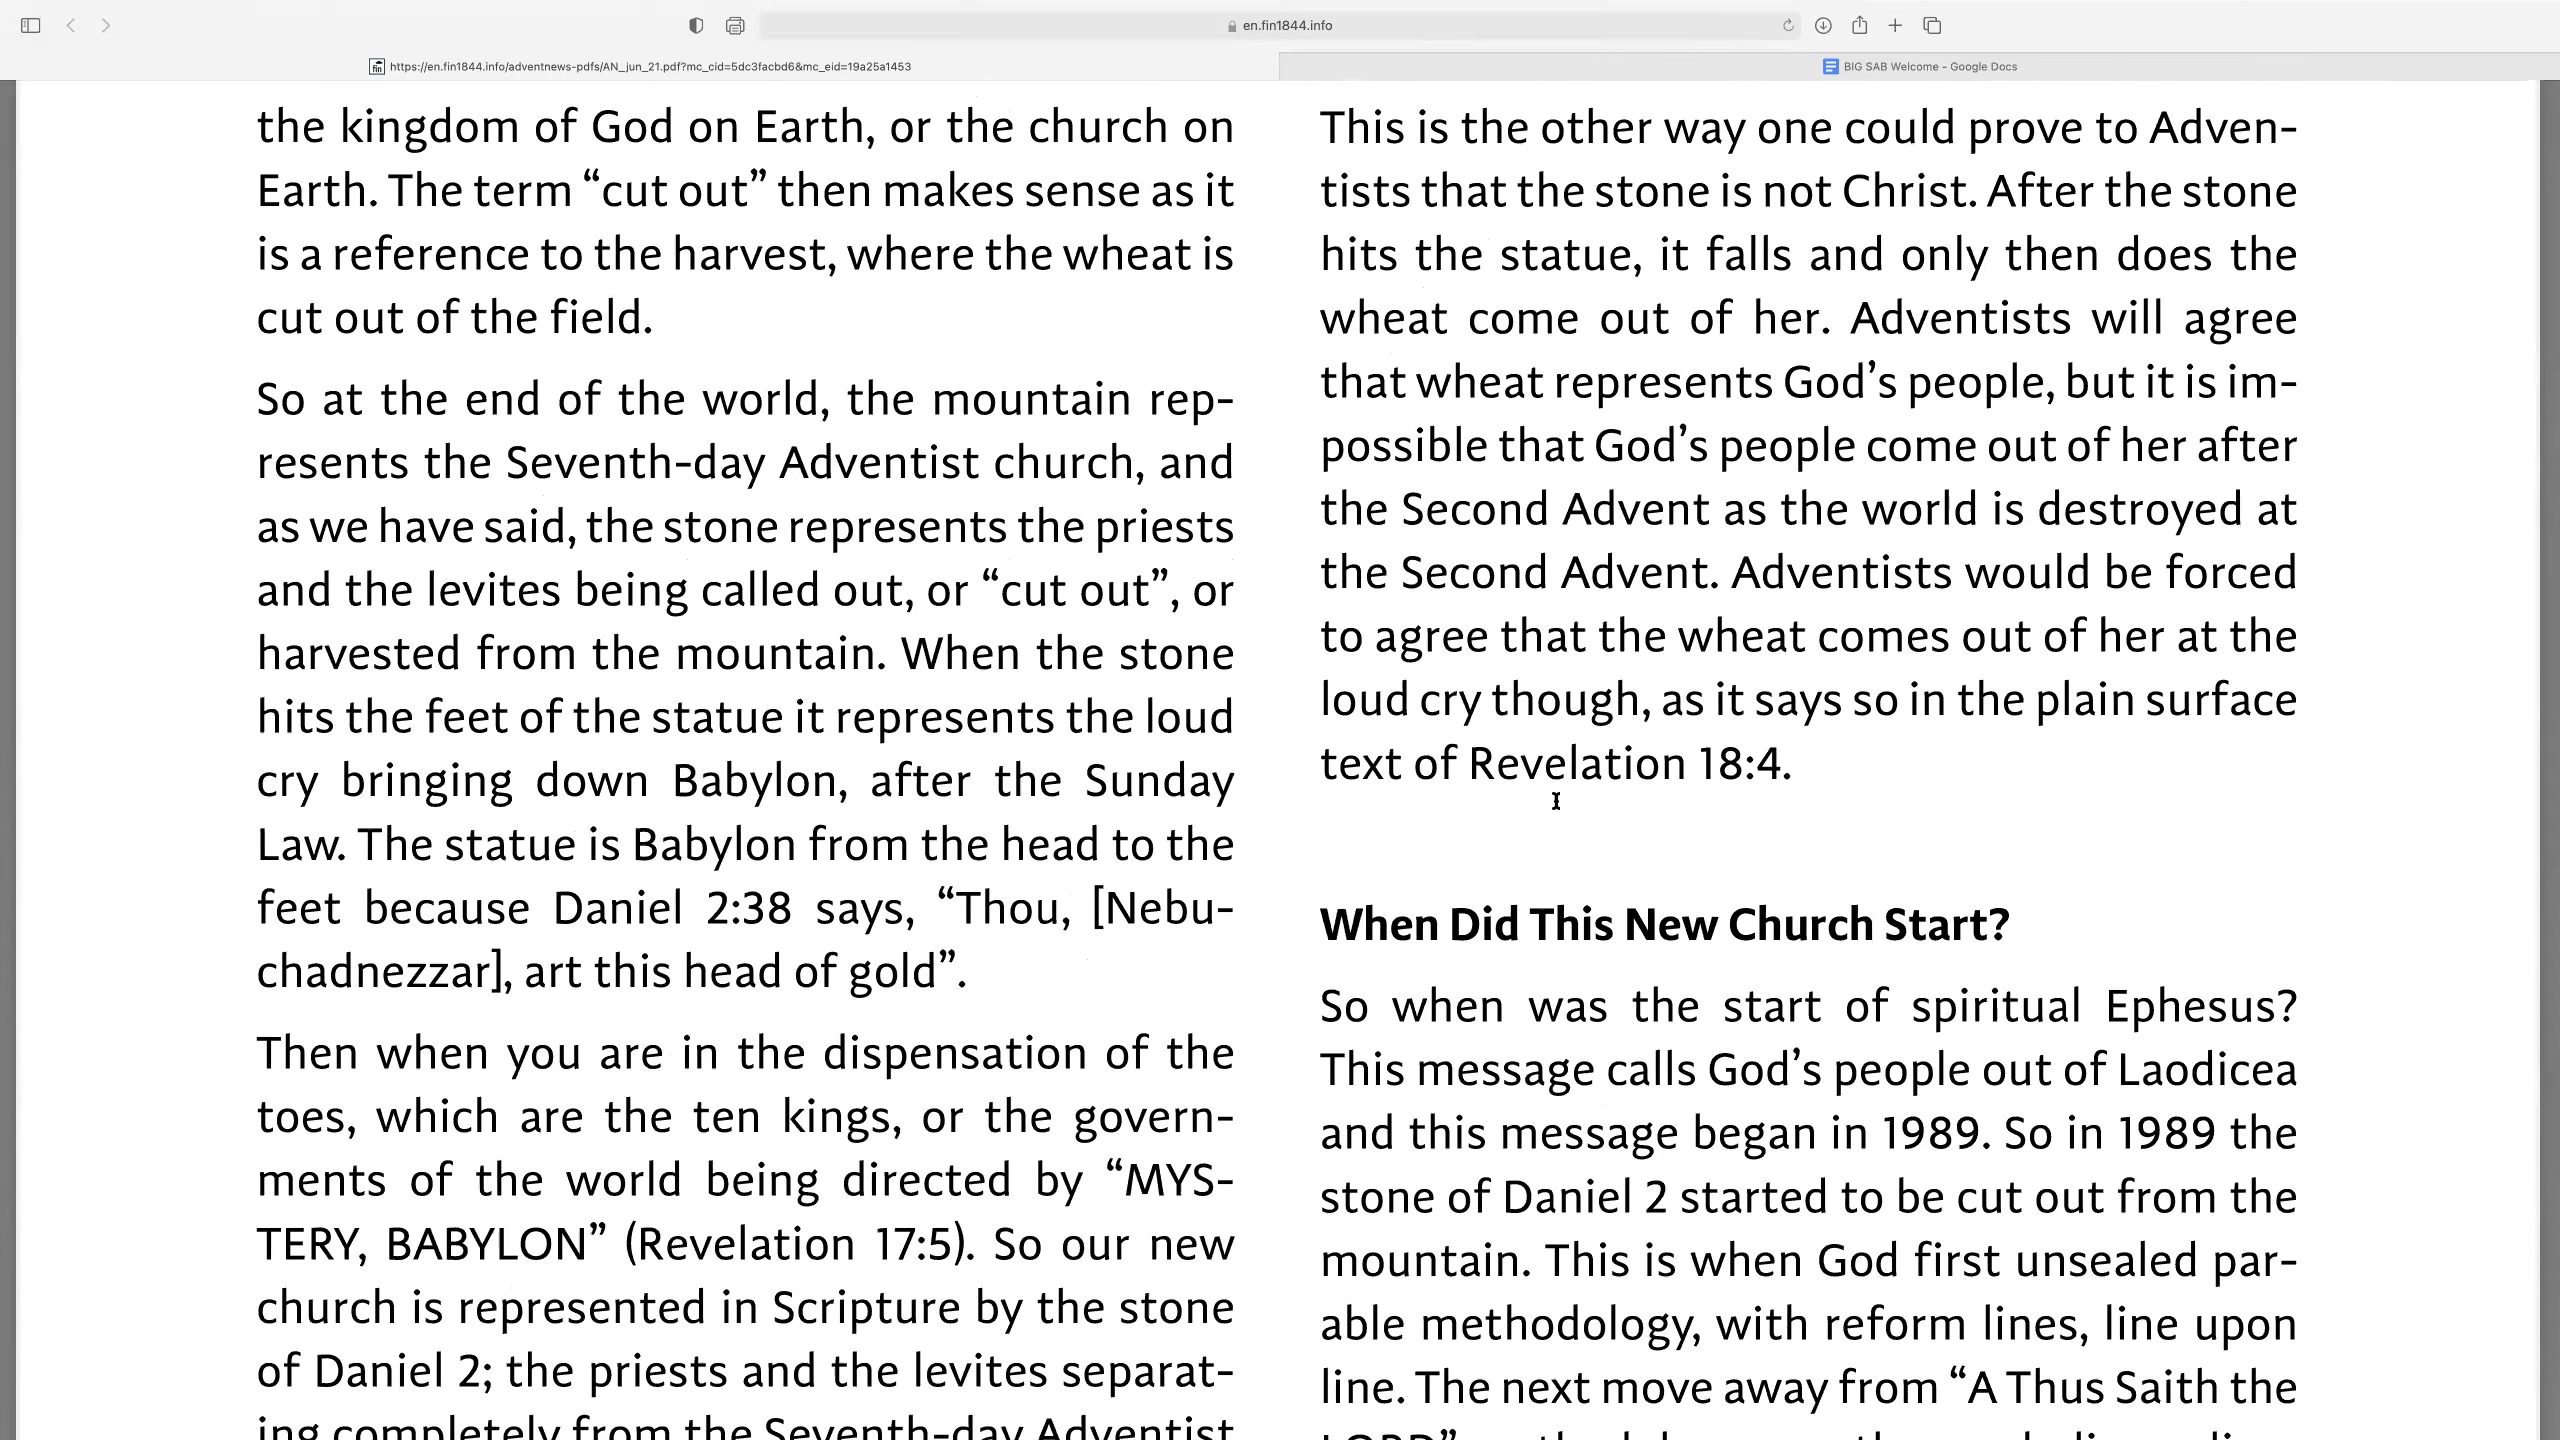 en.fin1844.info
https://en.fin1844.info/adventnews-pdfs/AN_jun_21.pdf?mc_cid=5dc3facbd6&mc_eid=19a25a1453
BIG SAB Welcome - Google Docs
the kingdom of God on Earth, or the church on
Earth. The term “cut out” then makes sense as it
is a reference to the harvest, where the wheat is
cut out of the field.
So at the end of the world, the mountain rep-
resents the Seventh-day Adventist church, and
as we have said, the stone represents the priests
and the levites being called out, or “cut out”, or
harvested from the mountain. When the stone
hits the feet of the statue it represents the loud
cry bringing down Babylon, after the Sunday
Law. The statue is Babylon from the head to the
feet because Daniel 2:38 says, “Thou, [Nebu-
chadnezzar], art this head of gold”.
Then when you are in the dispensation of the
toes, which are the ten kings, or the govern-
ments of the world being directed by “MYS-
TERY, BABYLON” (Revelation 17:5). So our new
church is represented in Scripture by the stone
of Daniel 2; the priests and the levites separat-
ing completely from the Seventh-day Adventist
This is the other way one could prove to Adven-
tists that the stone is not Christ. After the stone
hits the statue, it falls and only then does the
wheat come out of her. Adventists will agree
that wheat represents God’s people, but it is im-
possible that God’s people come out of her after
the Second Advent as the world is destroyed at
the Second Advent. Adventists would be forced
to agree that the wheat comes out of her at the
loud cry though, as it says so in the plain surface
text of Revelation 18:4.
When Did This New Church Start?
So when was the start of spiritual Ephesus?
This message calls God’s people out of Laodicea
and this message began in 1989. So in 1989 the
stone of Daniel 2 started to be cut out from the
mountain. This is when God first unsealed par-
able methodology, with reform lines, line upon
line. The next move away from “A Thus Saith the